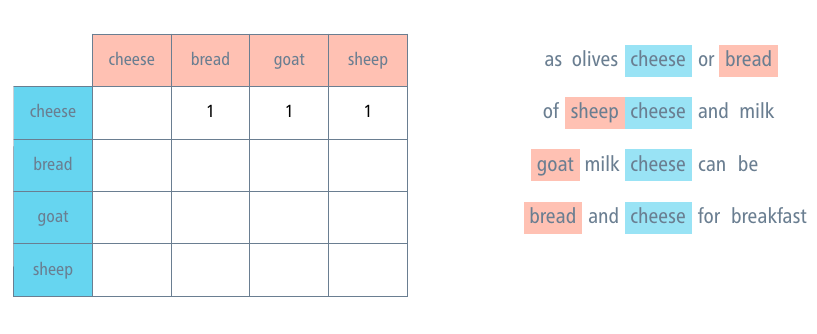 cheese bread goat sheep
cheese 1 1 1
bread
goat
sheep
as olives cheese or bread
of sheep cheese and milk
goat milk cheese can be
bread and cheese for breakfast